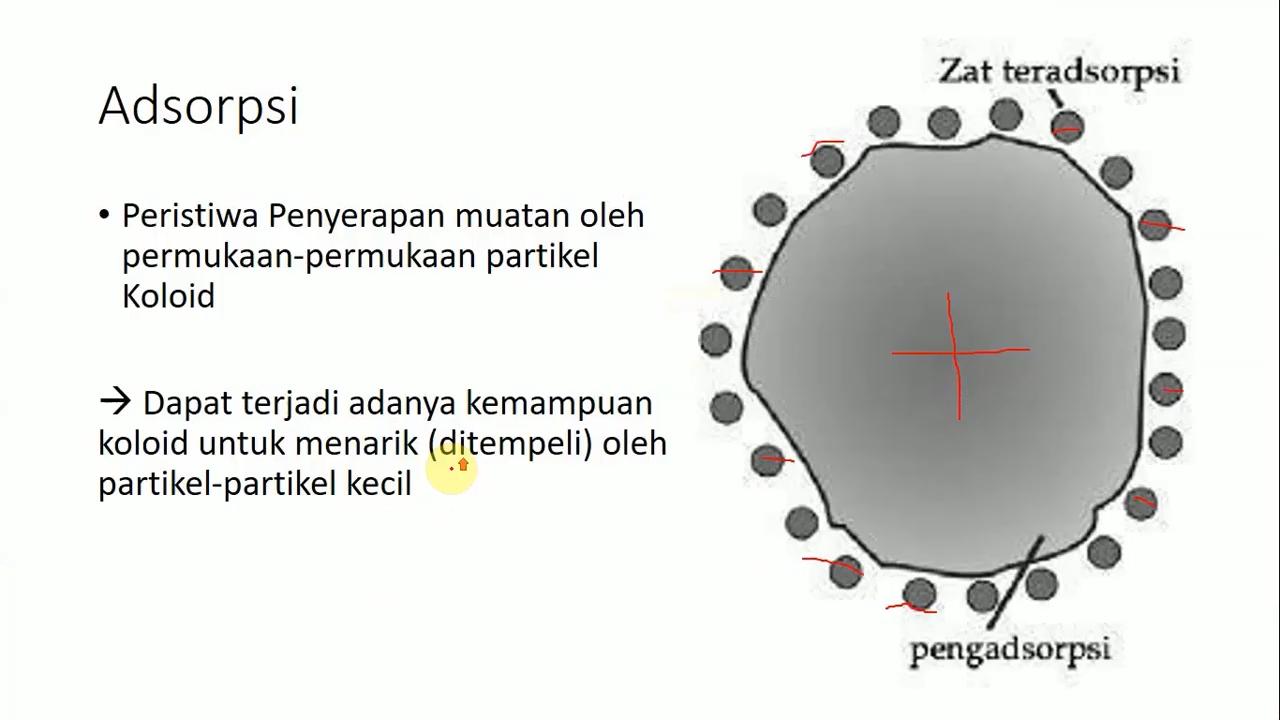 Adsorpsi
• Peristiwa Penyerapan muatan oleh
permukaan-permukaan partikel
Koloid
→ Dapat terjadi adanya kemampuan
koloid untuk menarik (ditempeli) oleh
partikel-partikel kecil
Zat teradsorpsi
pengadsorpsi